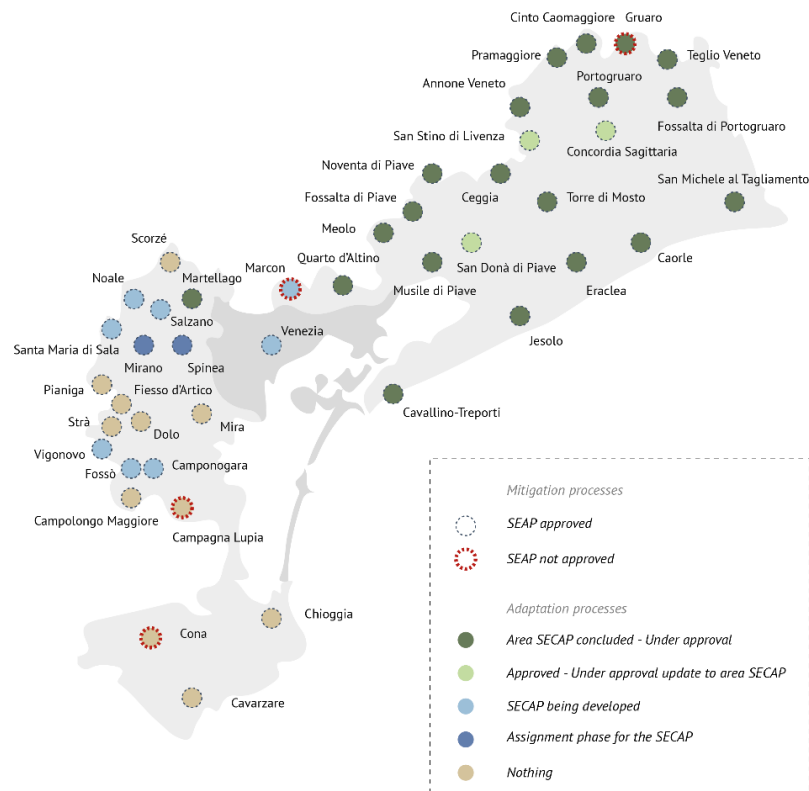 Cinto Caomaggiore Gruaro
Pramaggiore
Teglio Veneto
Portogruaro
Annone Veneto
Fossalta di Portogruaro
San Stino di Livenza
Concordia Sagittaria
Noventa di Piave
San Michele al Tagliamento
Fossalta di Piave
Ceggia
Torre di Mosto
Meolo
Scorzé
Quarto d'Altino
Caorle
Marcon
San Donà di Piave
Noale
Martellago
Musile di Piave
Eraclea
Salzano
Venezia
Santa Maria di Sala
Jesolo
Mirano
Spinea
Pianiga
Fiesso d'Artico
Cavallino-Treporti
Strà
Mira
Dolo
Vigonovo
Fossò
Camponogara
Campolongo Maggiore
Campagna Lupia
Chioggia
Cona
Cavarzare
Mitigation processes
SEAP approved
SEAP not approved
Adaptation processes
Area SECAP concluded - Under approval
Approved - Under approval update to area SECAP
SECAP being developed
Assignment phase for the SECAP
Nothing